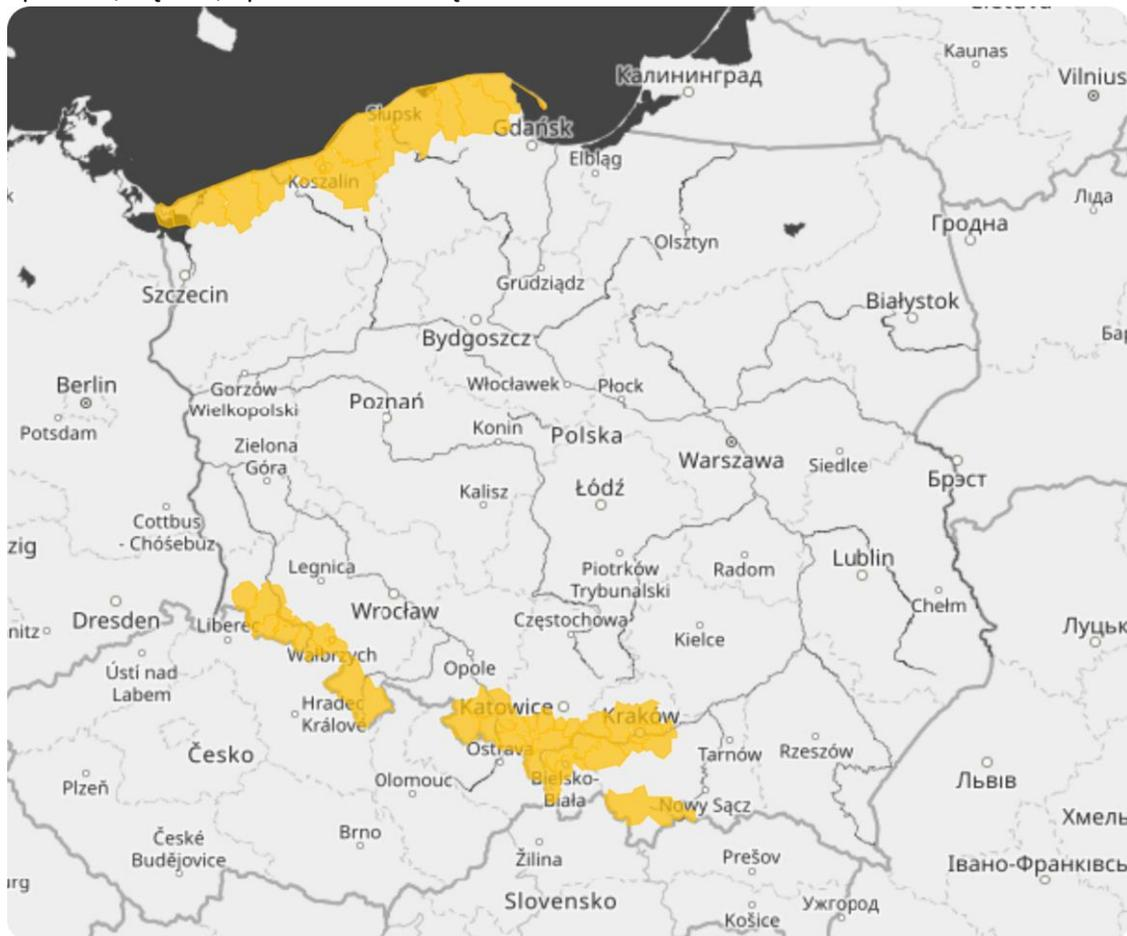 Kaunas
Калининград
Vilnius
Słupsk
Gdańsk
Elbląg
Koszalin
Ліда
Гродна
Olsztyn
Szczecin
Grudziądz
Białystok
Bydgoszcz
Berlin
Gorzów
Wielkopolski
Włocławek
Płock
Poznań
Potsdam
Konin
Polska
Zielona
Góra
Warszawa
Siedlce
Брэст
Kalisz
Łódź
Cottbus
- Chóśebuz
zig
Legnica
Piotrków
Trybunalski
Radom
Lublin
Dresden
Wrocław
Częstochowa
Chełm
nitz
Liberec
Kielce
Луцьк
Wałbrzych
Ústí nad
Labem
Opole
Hradec
Králové
Katowice
Kraków
Česko
Ostrava
Tarnów
Rzeszów
Plzeň
Olomouc
Bielsko-
Biała
Nowy Sącz
Львів
Хмель
České
Budějovice
Brno
Žilina
Prešov
Івано-Франківсь
urg
Slovensko
Košice
Ужгород